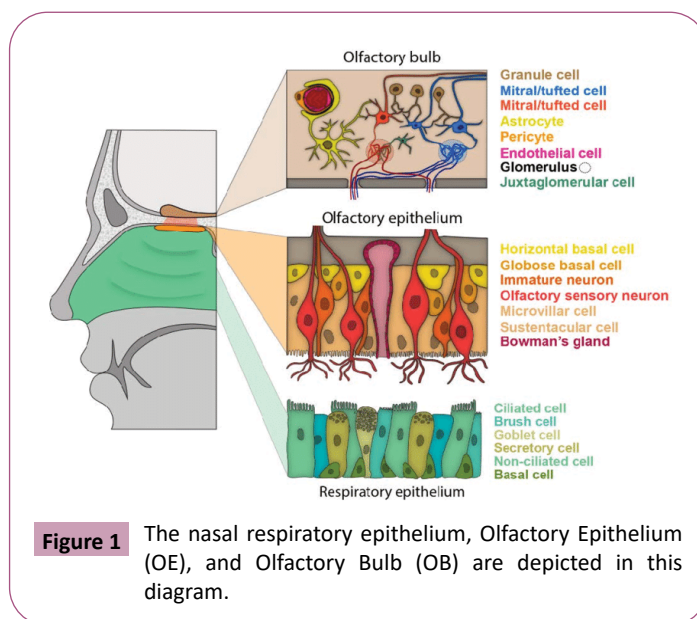 Olfactory bulb
Granule cell
Mitral/tufted cell
Mitral/tufted cell
Astrocyte
Pericyte
Endothelial cell
Glomerulus
Juxtaglomerular cell
Olfactory epithelium
Horizontal basal cell
Globose basal cell
Immature neuron
Olfactory sensory neuron
Microvillar cell
Sustentacular cell
Bowman's gland
Ciliated cell
Brush cell
Goblet cell
Secretory cell
Non-ciliated cell
Basal cell
Respiratory epithelium
Figure 1 The nasal respiratory epithelium, Olfactory Epithelium
(OE), and Olfactory Bulb (OB) are depicted in this
diagram.